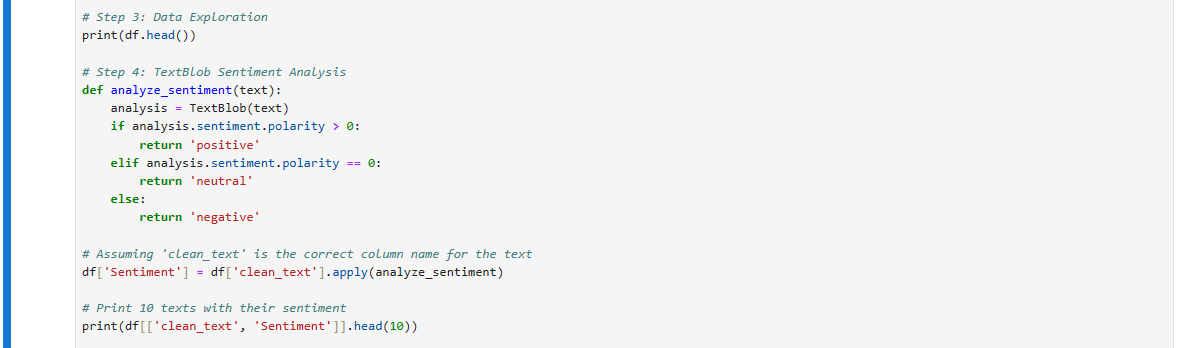 # Step 3: Data Exploration
print(df.head())

# Step 4: TextBlob Sentiment Analysis
def analyze_sentiment(text):
    analysis = TextBlob(text)
    if analysis.sentiment.polarity > 0:
        return 'positive'
    elif analysis.sentiment.polarity == 0:
        return 'neutral'
    else:
        return 'negative'

# Assuming 'clean_text' is the correct column name for the text
df['Sentiment'] = df['clean_text'].apply(analyze_sentiment)

# Print 10 texts with their sentiment
print(df[['clean_text', 'Sentiment']].head(10))